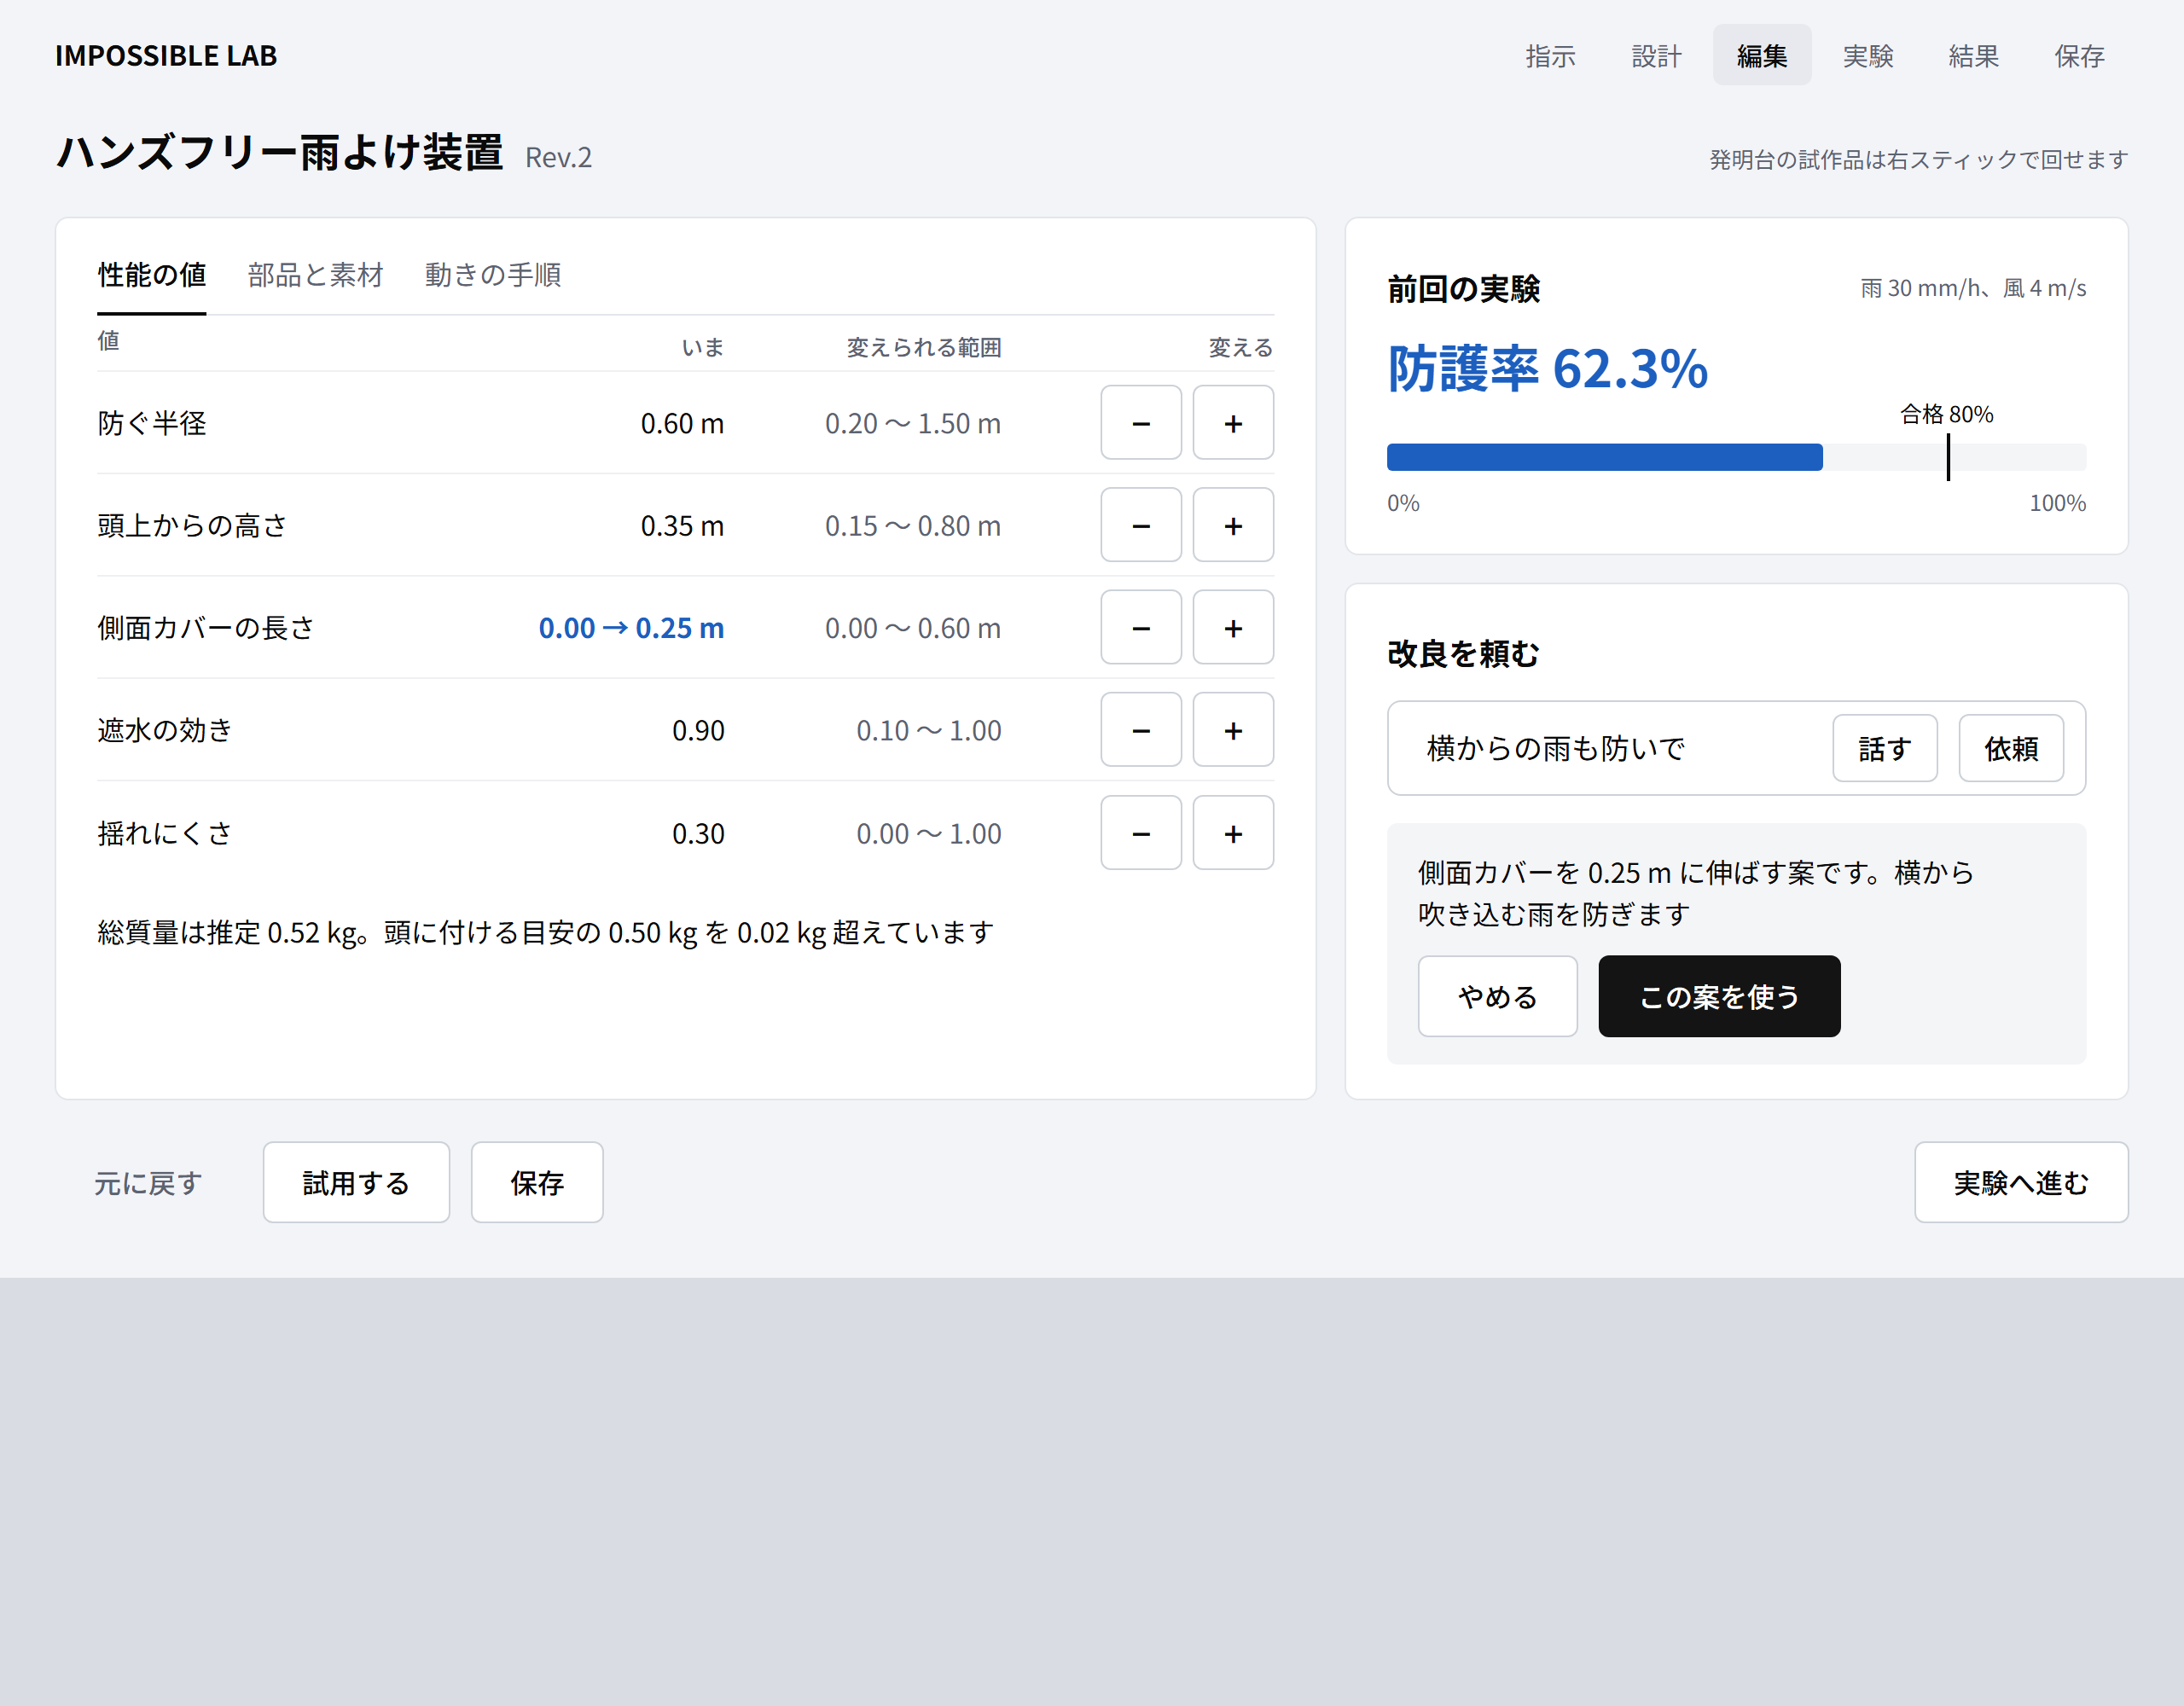 IMPOSSIBLE LAB
指示 設計 編集 実験 結果 保存
ハンズフリー雨よけ装置 Rev.2
発明台の試作品は右スティックで回せます
性能の値 部品と素材 動きの手順
値 いま 変えられる範囲 変える
防ぐ半径 0.60 m 0.20 〜 1.50 m − +
頭上からの高さ 0.35 m 0.15 〜 0.80 m − +
側面カバーの長さ 0.00 → 0.25 m 0.00 〜 0.60 m − +
遮水の効き 0.90 0.10 〜 1.00 − +
揺れにくさ 0.30 0.00 〜 1.00 − +
総質量は推定 0.52 kg。頭に付ける目安の 0.50 kg を 0.02 kg 超えています
前回の実験 雨 30 mm/h、風 4 m/s
防護率 62.3%
合格 80%
0% 100%
改良を頼む
横からの雨も防いで 話す 依頼
側面カバーを 0.25 m に伸ばす案です。横から
吹き込む雨を防ぎます
やめる この案を使う
元に戻す 試用する 保存 実験へ進む